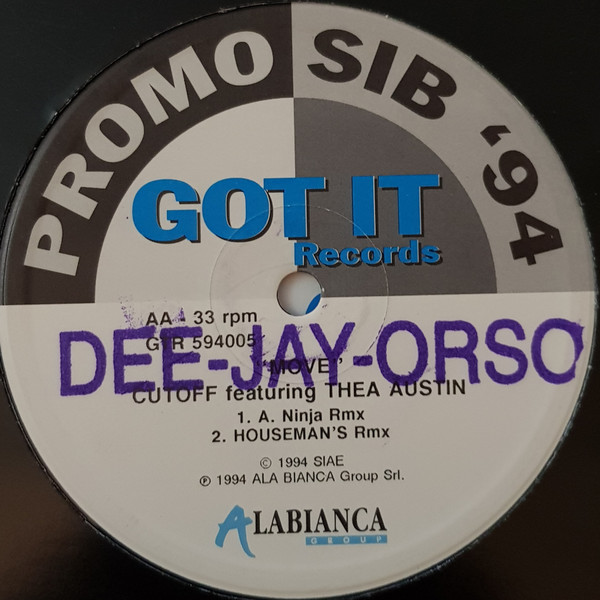 PROMO SIB '94
GOT IT
Records
AA - 33 rpm
GTR 594005
DEE-JAY-ORSO
"MOVE"
CUTOFF featuring THEA AUSTIN
1. A. Ninja Rmx
2. HOUSEMAN'S Rmx
© 1994 SIAE
℗ 1994 ALA BIANCA Group Srl.
ALABIANCA
GROUP